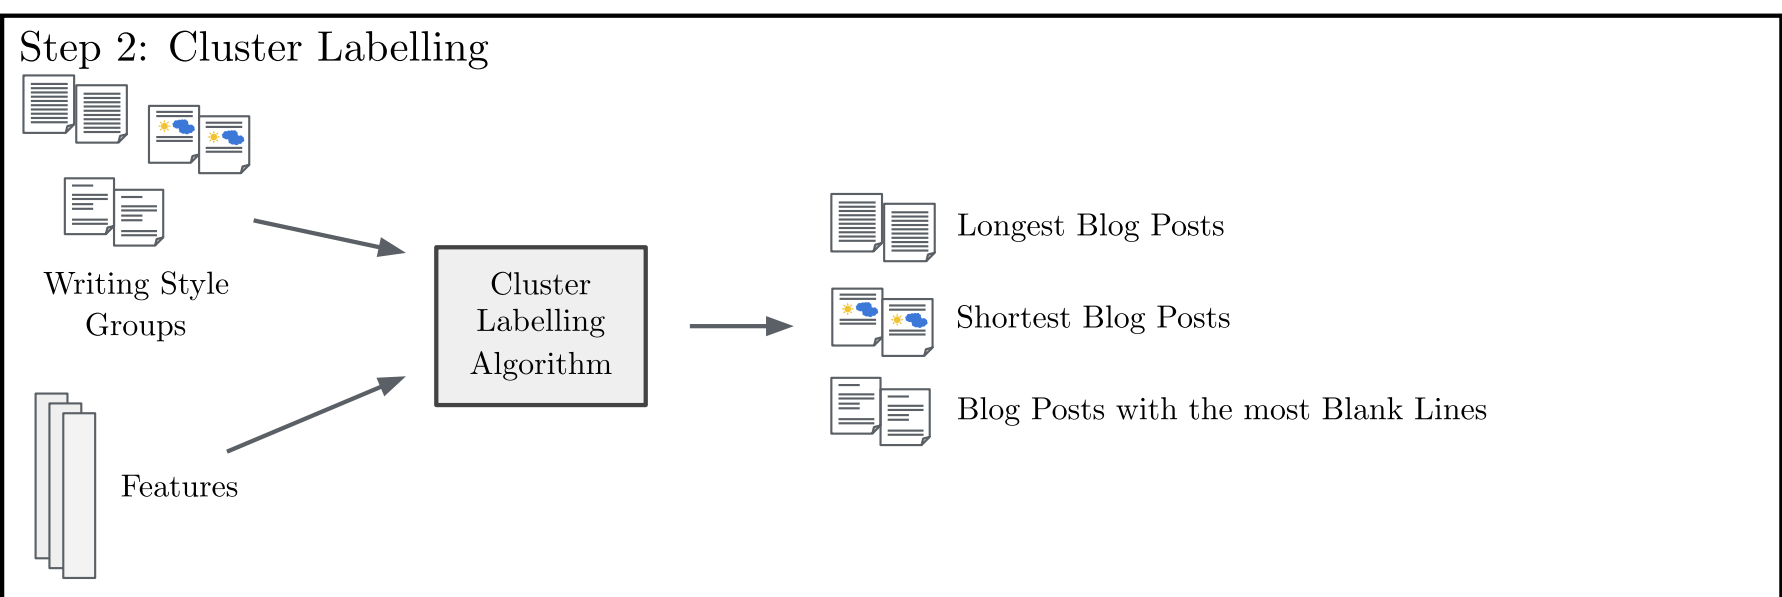 Step 2: Cluster Labelling
Writing Style
Groups
Features
Cluster
Labelling
Algorithm
Longest Blog Posts
Shortest Blog Posts
Blog Posts with the most Blank Lines